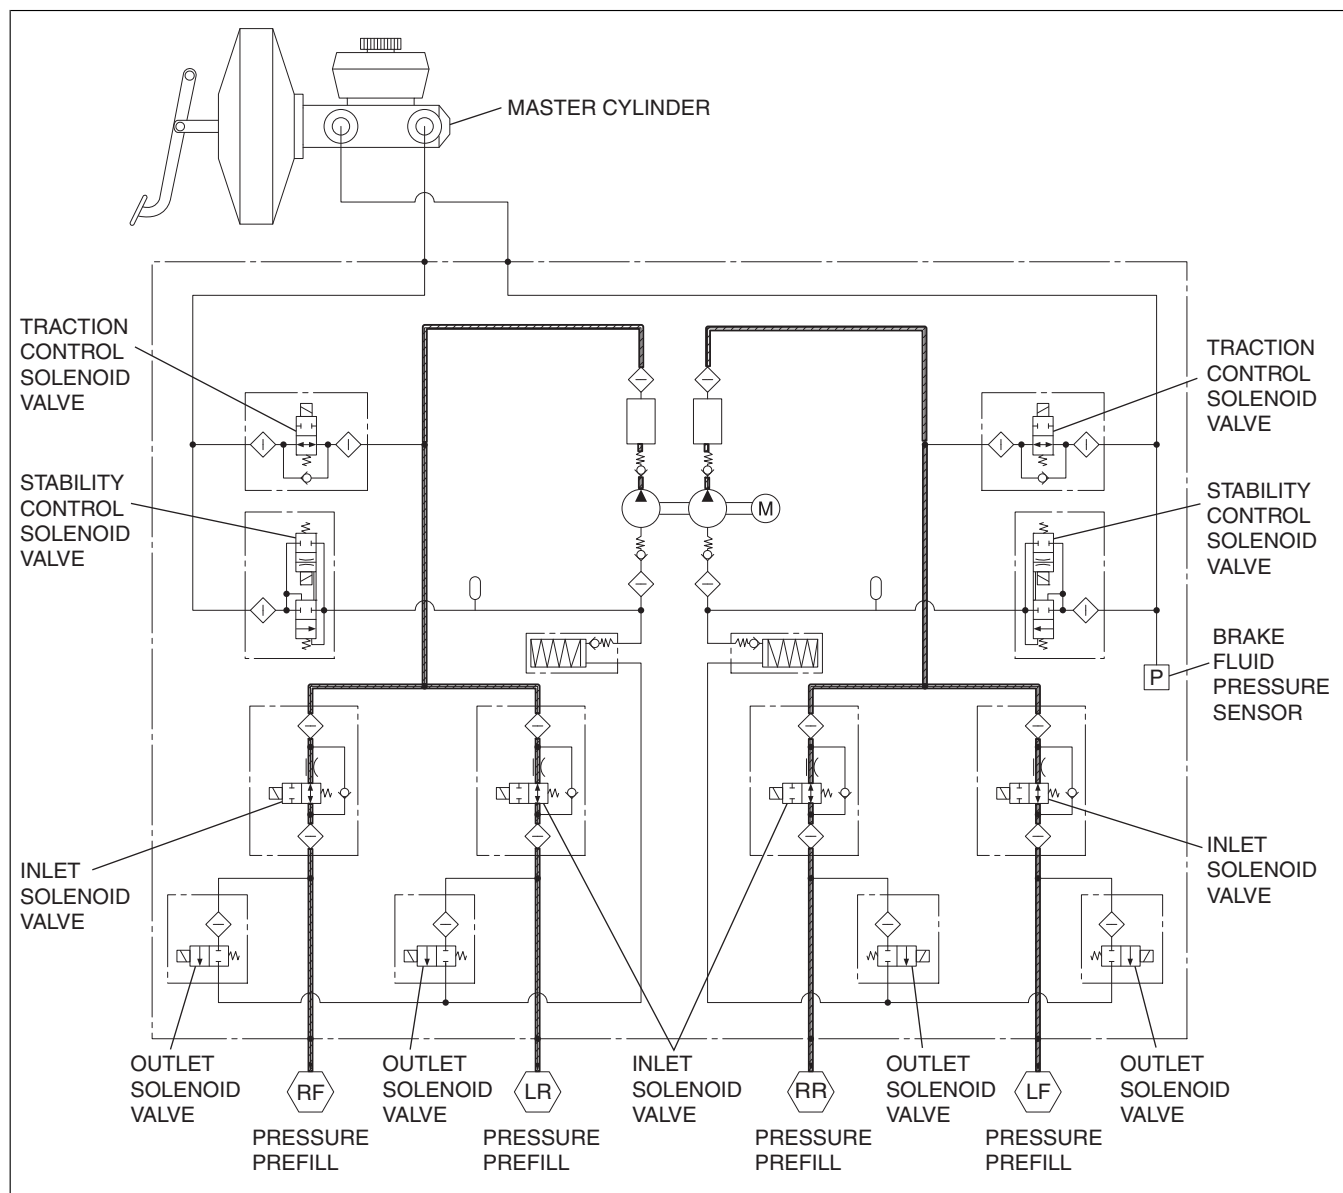 MASTER CYLINDER
TRACTION
CONTROL
SOLENOID
VALVE
TRACTION
CONTROL
SOLENOID
VALVE
STABILITY
CONTROL
SOLENOID
VALVE
STABILITY
CONTROL
SOLENOID
VALVE
M
BRAKE
FLUID
PRESSURE
SENSOR
P
INLET
SOLENOID
VALVE
INLET
SOLENOID
VALVE
OUTLET
SOLENOID
VALVE
RF
OUTLET
SOLENOID
VALVE
LR
INLET
SOLENOID
VALVE
RR
OUTLET
SOLENOID
VALVE
LF
OUTLET
SOLENOID
VALVE
PRESSURE
PREFILL
PRESSURE
PREFILL
PRESSURE
PREFILL
PRESSURE
PREFILL